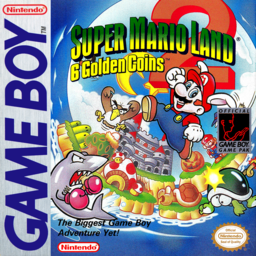 Nintendo
GAME BOY
TM
SUPER MARIO LAND
2
6 Golden Coins
OFFICIAL
GAME BOY
GAME PAK
The Biggest Game Boy
Adventure Yet!
Nintendo
Nintendo